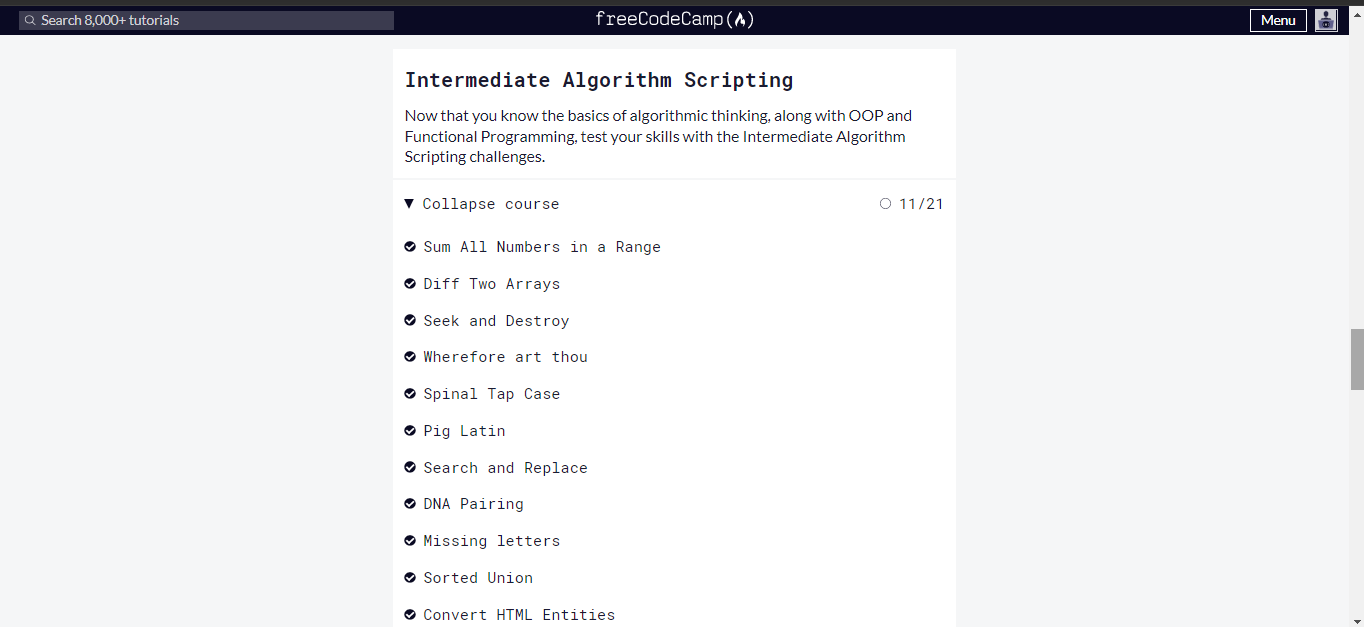 Search 8,000+ tutorials
freeCodeCamp
Menu
Intermediate Algorithm Scripting
Now that you know the basics of algorithmic thinking, along with OOP and
Functional Programming, test your skills with the Intermediate Algorithm
Scripting challenges.
Collapse course 11/21
Sum All Numbers in a Range
Diff Two Arrays
Seek and Destroy
Wherefore art thou
Spinal Tap Case
Pig Latin
Search and Replace
DNA Pairing
Missing letters
Sorted Union
Convert HTML Entities